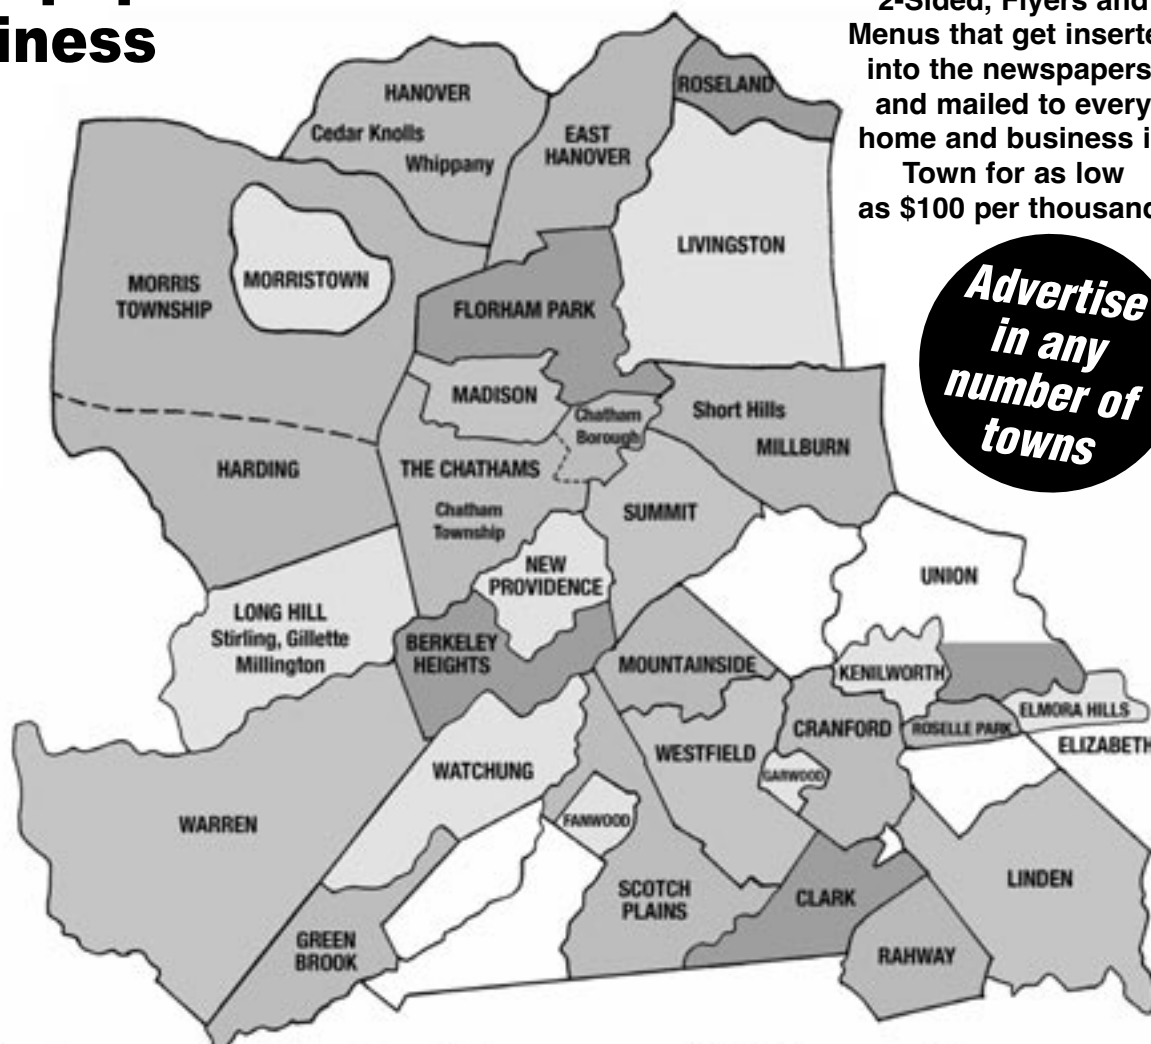 iness
2-Sided, Flyers and
Menus that get inserte
into the newspapers
and mailed to every
home and business i
Town for as low
as $100 per thousand
Advertise
in any
number of
towns
HANOVER
Cedar Knolls
Whippany
EAST
HANOVER
ROSELAND
LIVINGSTON
MORRIS
TOWNSHIP
MORRISTOWN
FLORHAM PARK
MADISON
Chatham
Borough
Short Hills
MILLBURN
HARDING
THE CHATHAMS
Chatham
Township
SUMMIT
NEW
PROVIDENCE
UNION
LONG HILL
Stirling, Gillette
Millington
BERKELEY
HEIGHTS
MOUNTAINSIDE
KENILWORTH
ELMORA HILLS
ROSELLE PARK
ELIZABETH
CRANFORD
WESTFIELD
GARWOOD
WATCHUNG
WARREN
FANWOOD
SCOTCH
PLAINS
CLARK
LINDEN
GREEN
BROOK
RAHWAY